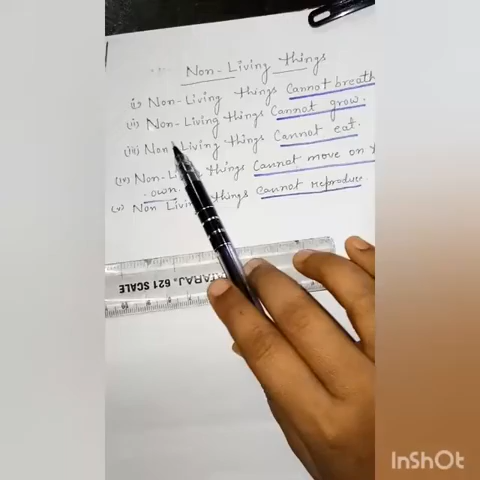 Non-Living things
(i) Non-Living things Cannot breath
(ii) Non-Living things Cannot grow.
(iii) Non-Living things Cannot eat
(iv) Non-Living things Cannot move on
own.
(v) Non Living things Cannot reproduce.
ATARAJ 621 SCALE
InShOt